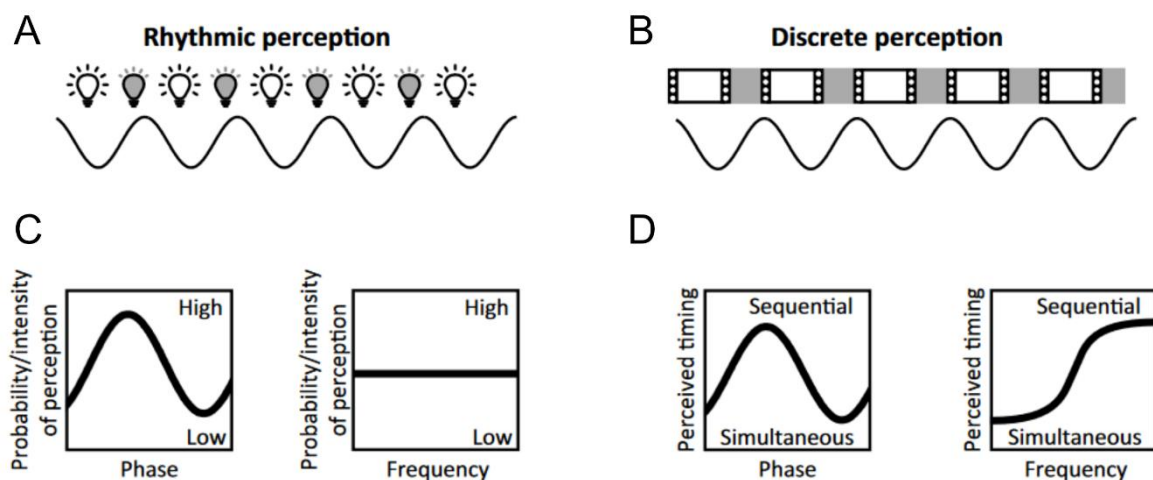 A
Rhythmic perception
B
Discrete perception
C
Probability/intensity
of perception
High
Low
Phase
Probability/intensity
of perception
High
Low
Frequency
D
Perceived timing
Sequential
Simultaneous
Phase
Perceived timing
Sequential
Simultaneous
Frequency